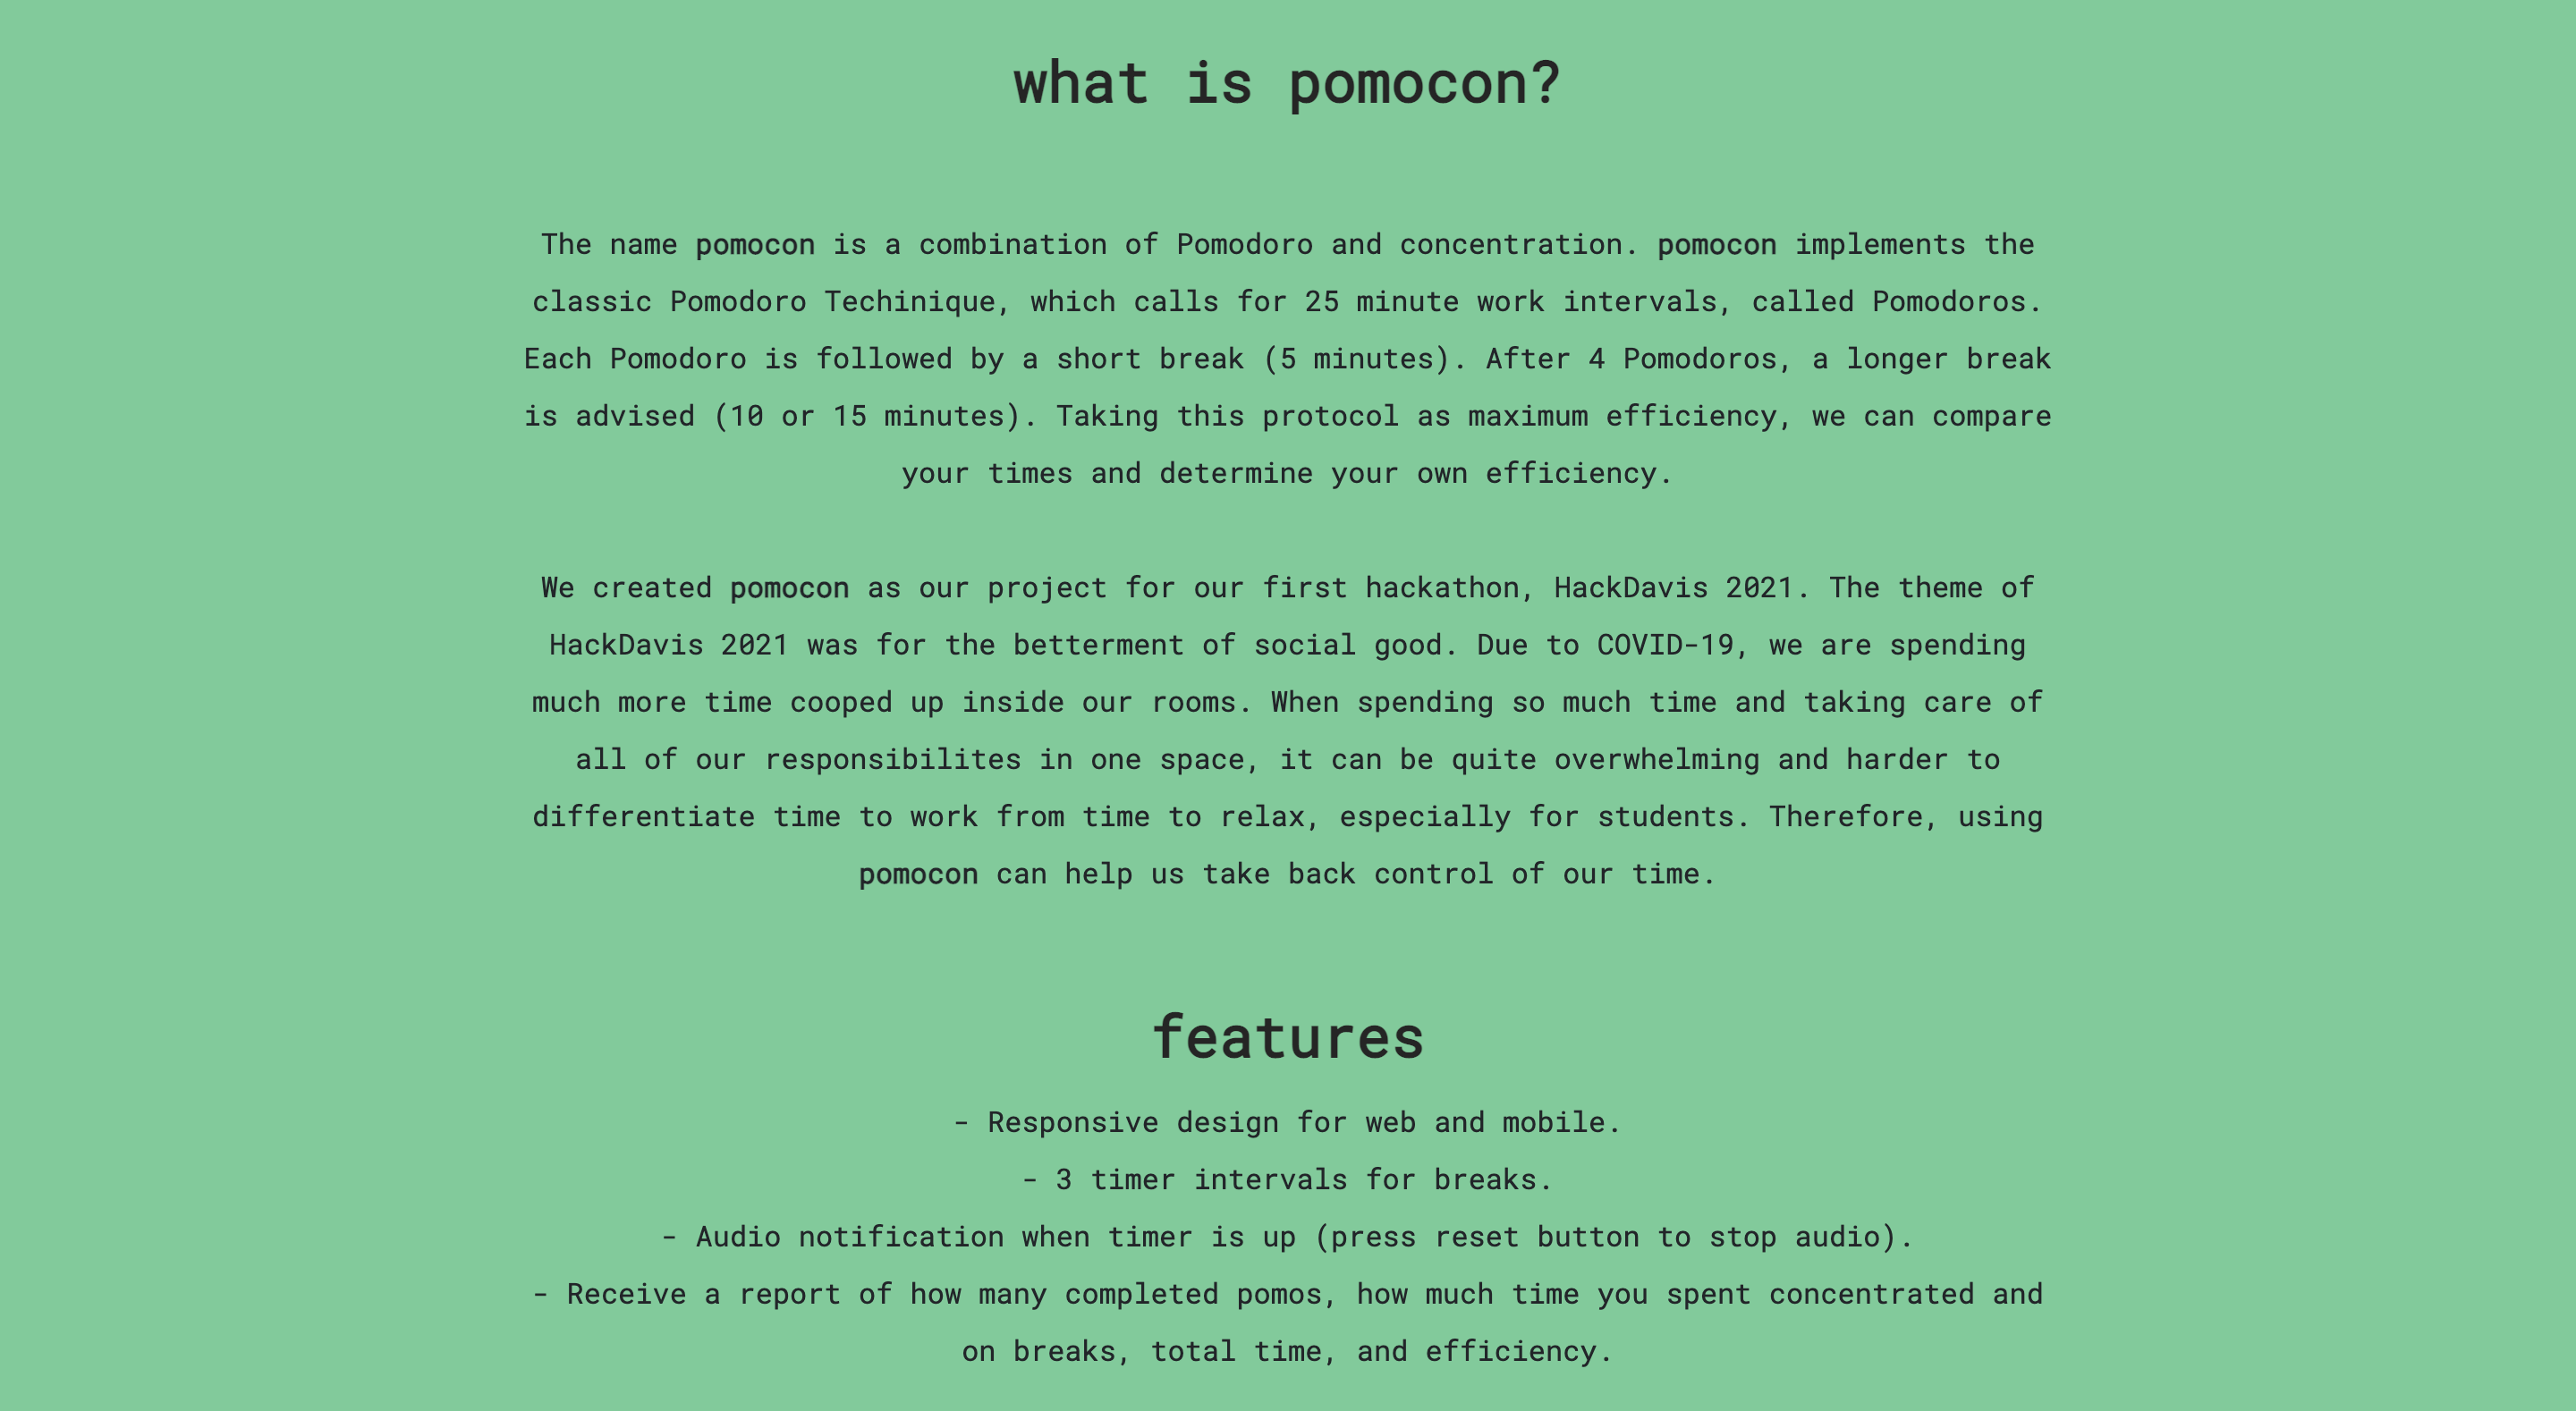 what is pomocon?
The name pomocon is a combination of Pomodoro and concentration. pomocon implements the
classic Pomodoro Techinique, which calls for 25 minute work intervals, called Pomodoros.
Each Pomodoro is followed by a short break (5 minutes). After 4 Pomodoros, a longer break
is advised (10 or 15 minutes). Taking this protocol as maximum efficiency, we can compare
your times and determine your own efficiency.
We created pomocon as our project for our first hackathon, HackDavis 2021. The theme of
HackDavis 2021 was for the betterment of social good. Due to COVID-19, we are spending
much more time cooped up inside our rooms. When spending so much time and taking care of
all of our responsibilites in one space, it can be quite overwhelming and harder to
differentiate time to work from time to relax, especially for students. Therefore, using
pomocon can help us take back control of our time.
features
- Responsive design for web and mobile.
- 3 timer intervals for breaks.
- Audio notification when timer is up (press reset button to stop audio).
- Receive a report of how many completed pomos, how much time you spent concentrated and
on breaks, total time, and efficiency.